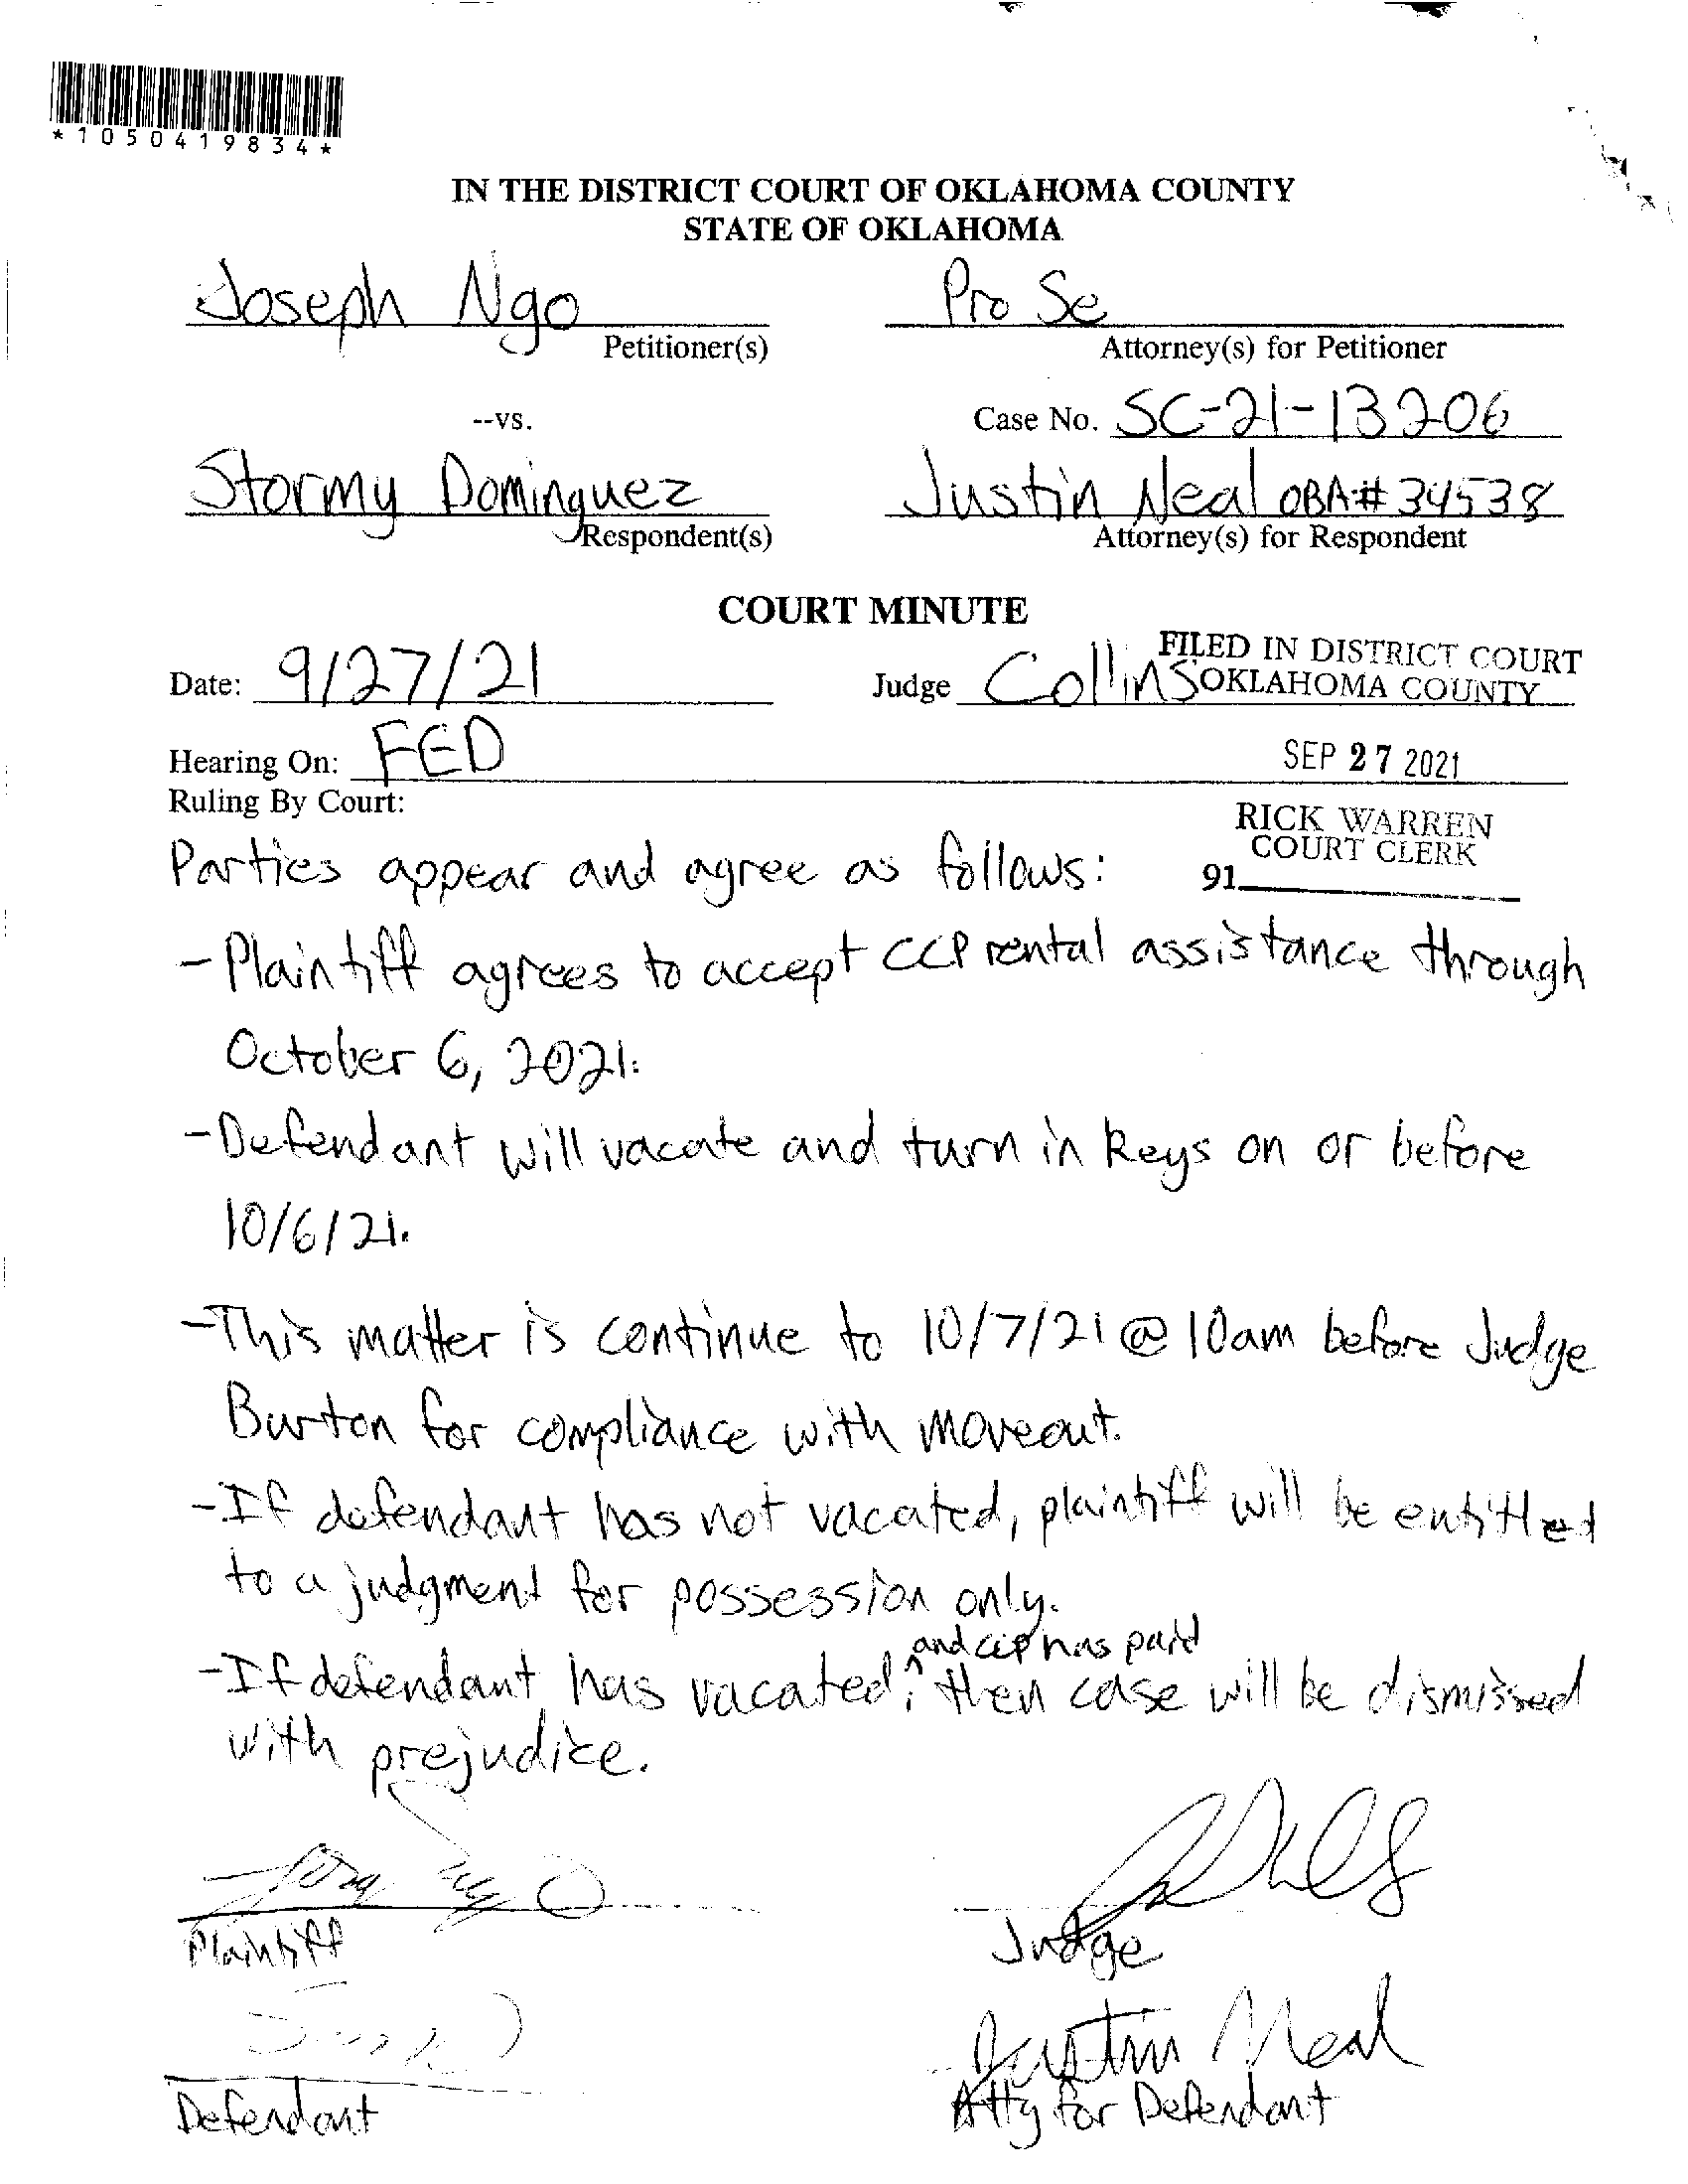 *1050419834*
IN THE DISTRICT COURT OF OKLAHOMA COUNTY
STATE OF OKLAHOMA
Joseph Ngo
Petitioner(s)
Pro Se
Attorney(s) for Petitioner
--vs.
Case No. SC-21-13206
Stormy Dominguez
Respondent(s)
Justin Neal OBA# 34538
Attorney(s) for Respondent
COURT MINUTE
Date: 9/27/21
Judge Collins
FILED IN DISTRICT COURT
OKLAHOMA COUNTY
Hearing On: FED
SEP 27 2021
Ruling By Court:
RICK WARREN
COURT CLERK
91
Parties appear and agree as follows:
- Plaintiff agrees to accept CCP rental assistance through
October 6, 2021.
- Defendant will vacate and turn in keys on or before
10/6/21.
- This matter is continue to 10/7/21 @ 10am before Judge
Burton for compliance with moveout.
- If defendant has not vacated, plaintiff will be entitled
to a judgment for possession only.
and ccp has paid
- If defendant has vacated, ^ then case will be dismissed
with prejudice.
Plaintiff
Judge
Justin Neal
Defendant
Atty for Defendant